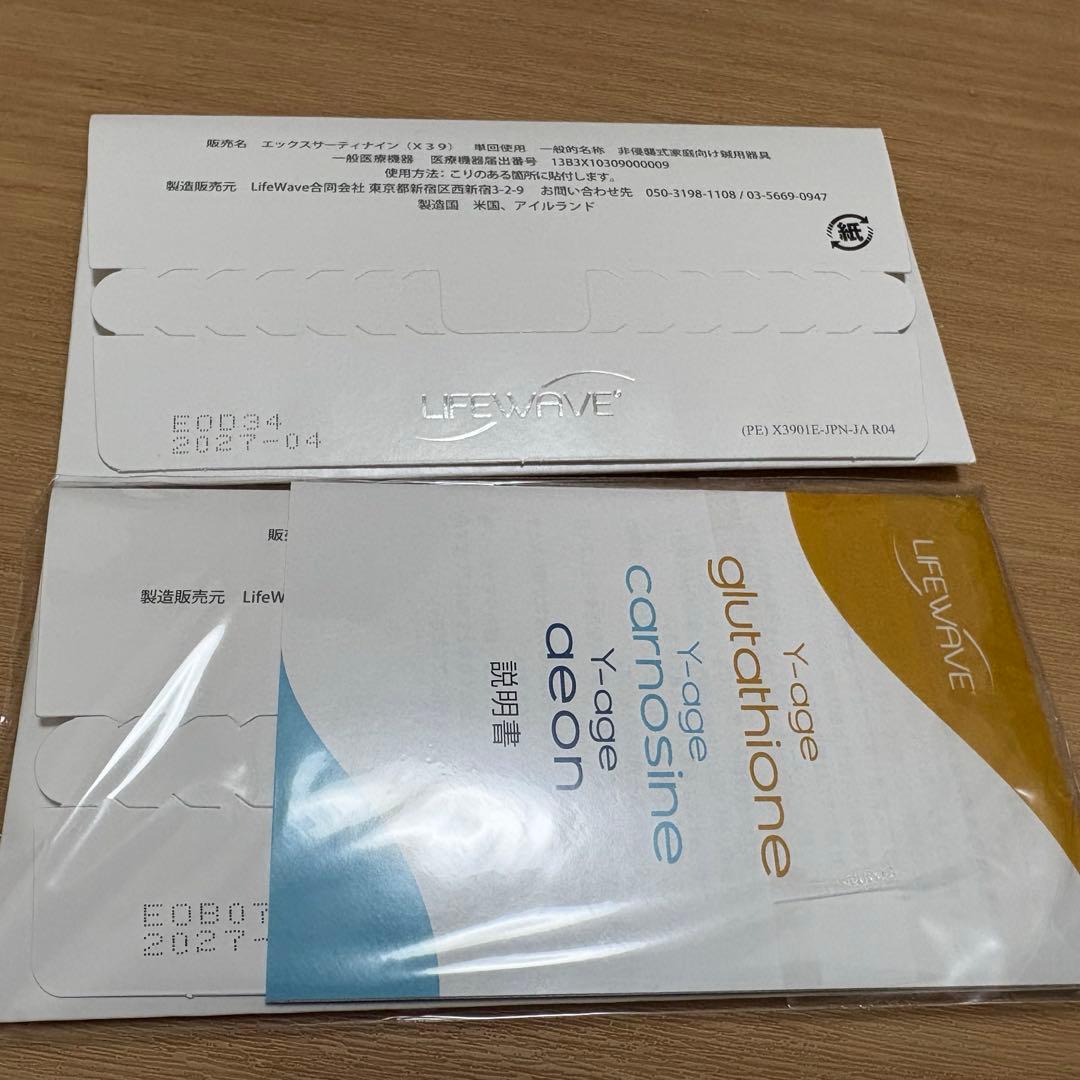 販売名 エックスサーティナイン（X39） 単回使用 一般的名称 非侵襲式家庭向け鍼用器具
一般医療機器 医療機器届出番号 13B3X10309000009
使用方法：こりのある箇所に貼付します。
製造販売元 LifeWave合同会社 東京都新宿区西新宿3-2-9 お問い合わせ先 050-3198-1108 / 03-5669-0947
製造国 米国、アイルランド
紙
LIFEWAVE
E0D34
2027-04
(PE) X3901E-JPN-JA R04
製造販売元 LifeW
E0B07
2027-
LIFEWAVE
Y-age
glutathione
Y-age
carnosine
Y-age
aeon
説明書